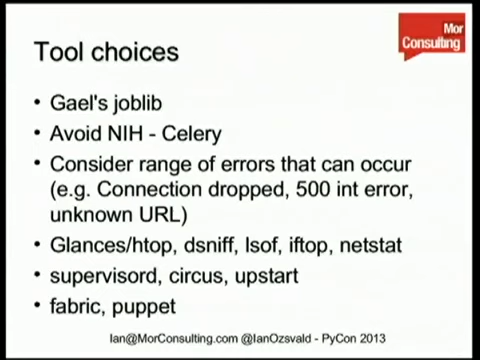 Mor
Consulting
Tool choices
• Gael's joblib
• Avoid NIH - Celery
• Consider range of errors that can occur
(e.g. Connection dropped, 500 int error,
unknown URL)
• Glances/htop, dsniff, lsof, iftop, netstat
• supervisord, circus, upstart
• fabric, puppet
Ian@MorConsulting.com @IanOzsvald - PyCon 2013